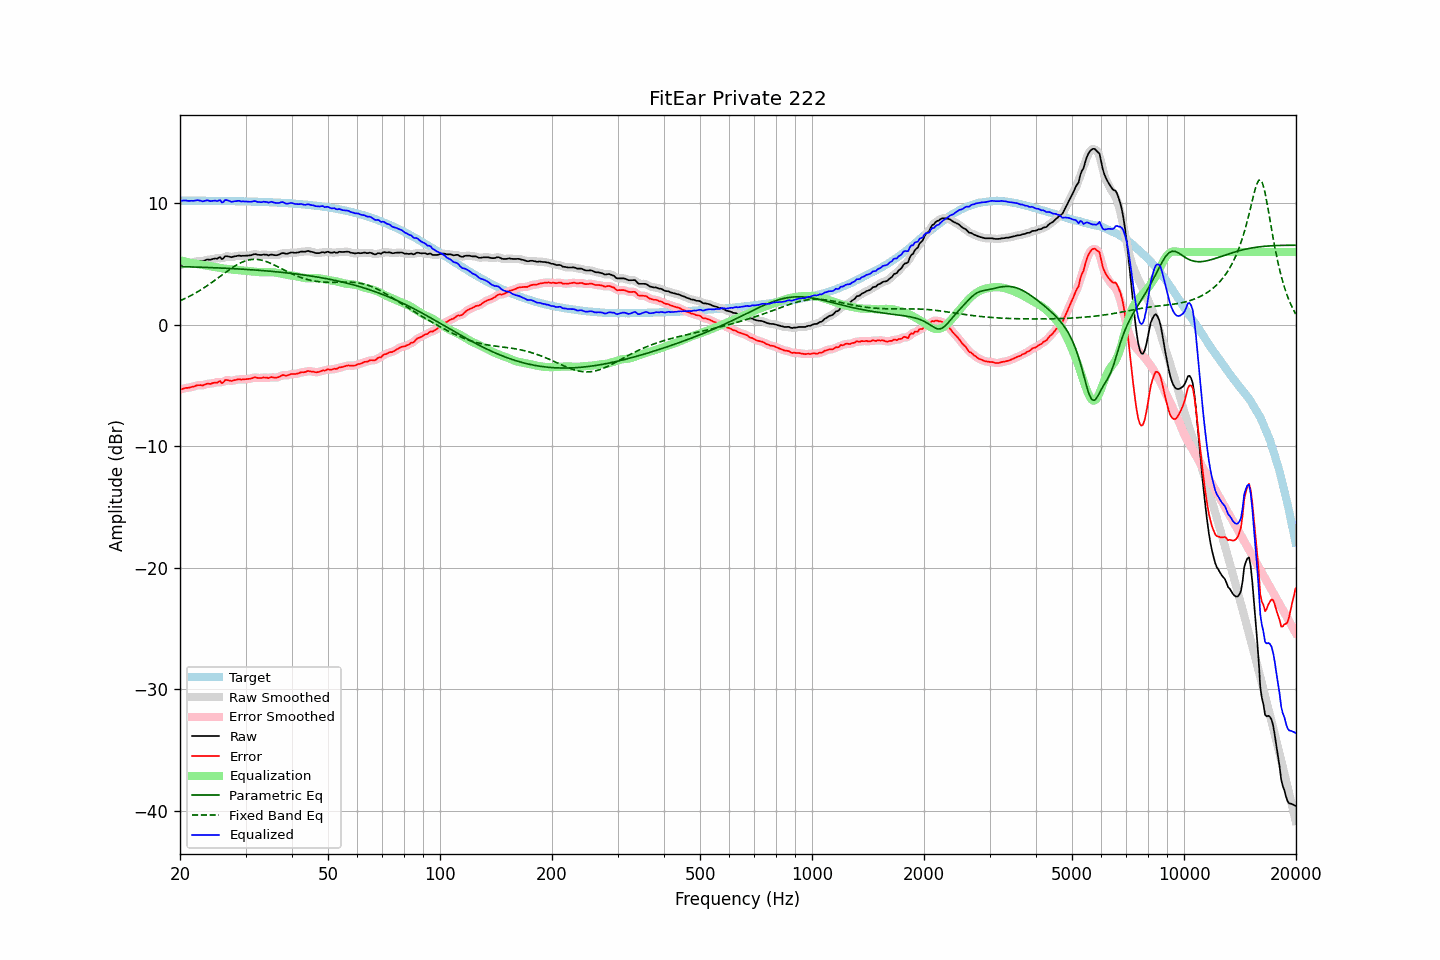 FitEar Private 222
Amplitude (dBr)
10
0
−10
−20
−30
−40
Target
Raw Smoothed
Error Smoothed
Raw
Error
Equalization
Parametric Eq
Fixed Band Eq
Equalized
20 50 100 200 500 1000 2000 5000 10000 20000
Frequency (Hz)